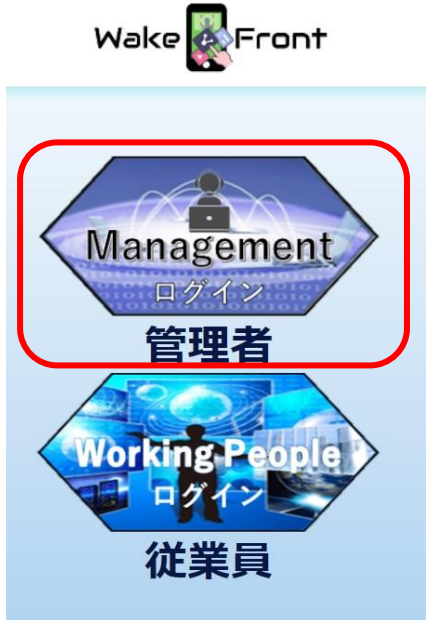 Wake Front
Management
ログイン
管理者
Working People
ログイン
従業員